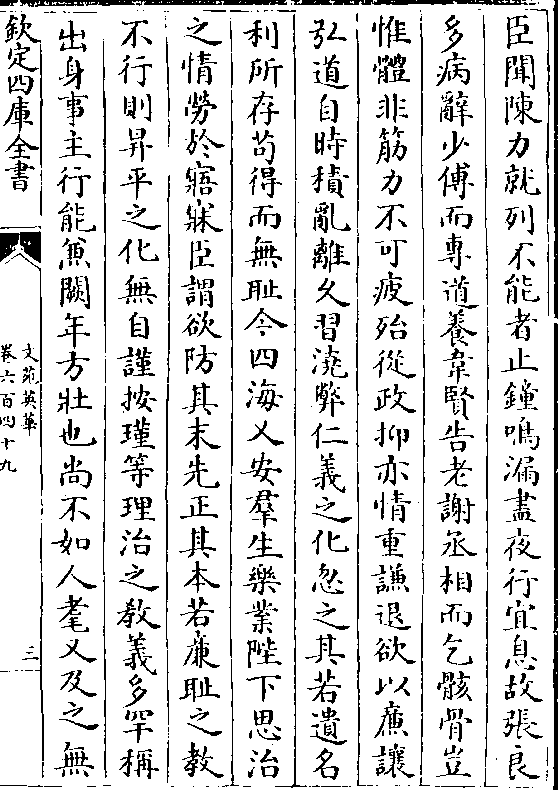 臣聞陳力就列不能者止鐘鳴漏盡夜行宜息故張良
多病辭少傅而專道養韋賢告老謝丞相而乞骸骨豈
惟體非筋力不可疲殆從政抑亦情重謙退欲以廉讓
弘道自時積亂離乆習澆弊仁義之化忽之其若遺名
利所存苟得而無耻今四海乂安羣生樂業陛下思治
之情勞於寤寐臣謂欲防其末先正其本若廉耻之教
不行則昇平之化無自謹按瑾等理治之教義多罕稱
出身事主行能兼闕年方壯也尚不如人耄又及之無
欽定四庫全書
文苑英華
卷六百四十九
三